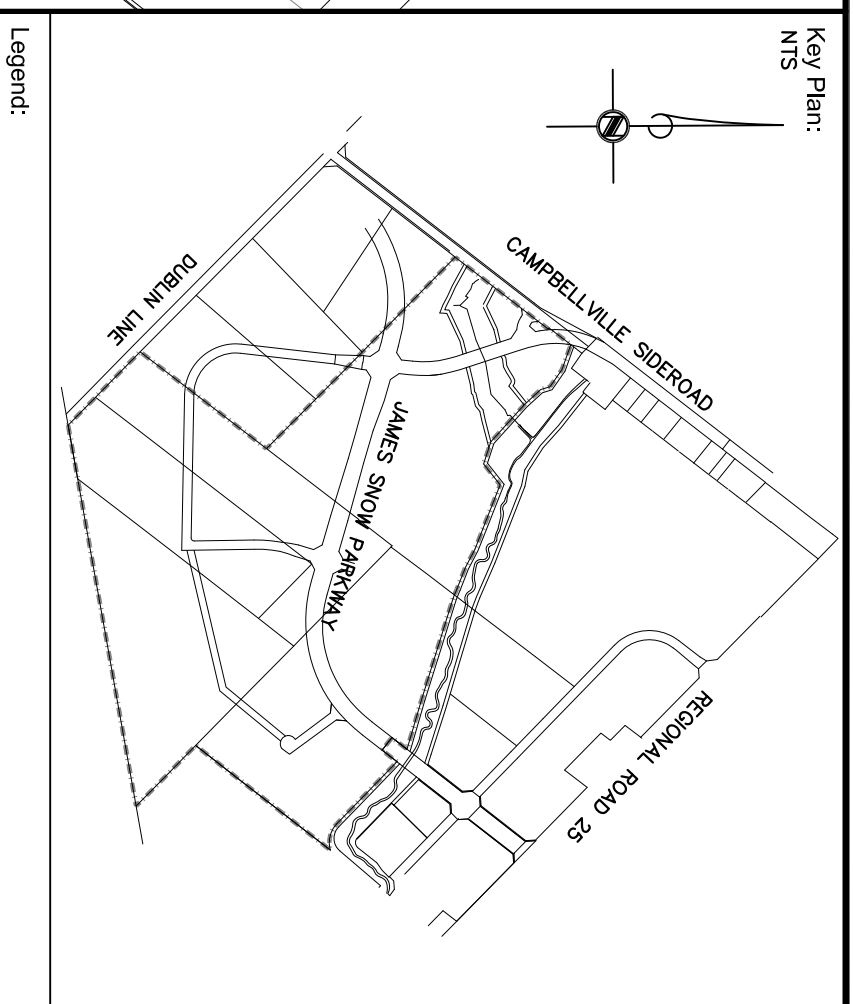 Key Plan:
NTS
CAMPBELLVILLE SIDEROAD
DUBLIN LINE
JAMES SNOW PARKWAY
REGIONAL ROAD 25
Legend: